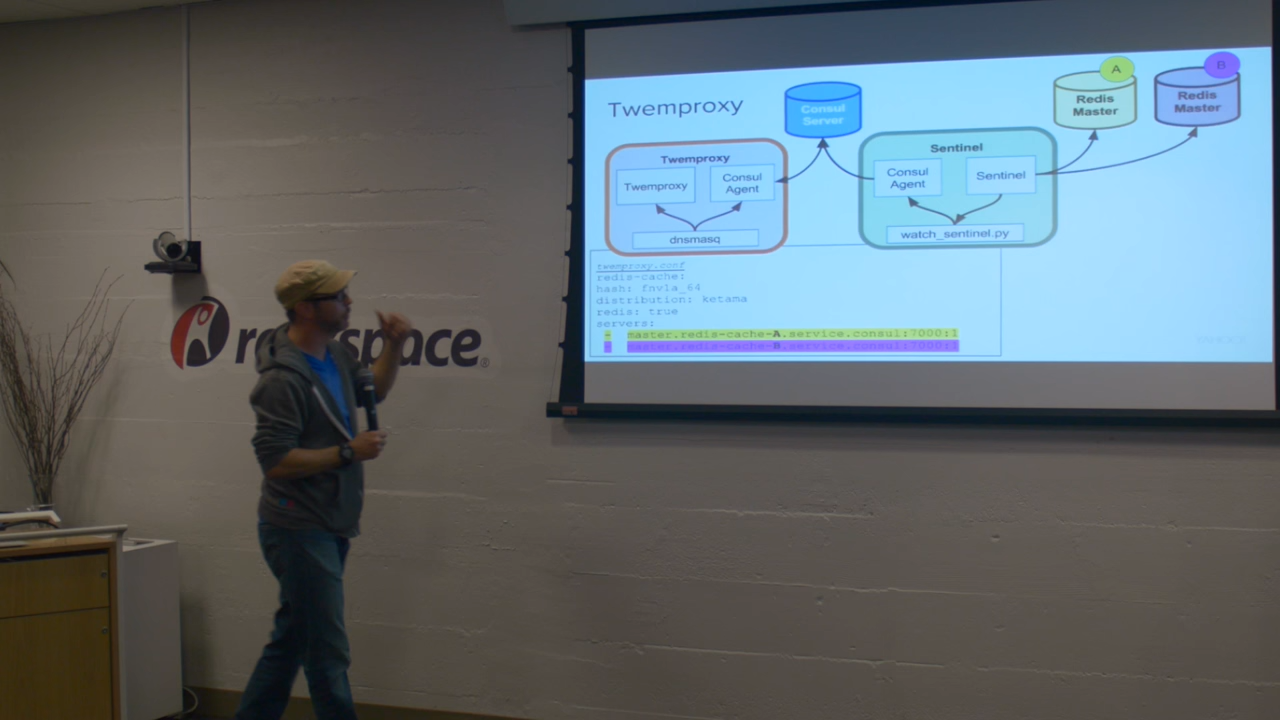 Twemproxy
Consul
Server
A
B
Redis
Master
Redis
Master
Twemproxy
Twemproxy
Consul
Agent
dnsmasq
Sentinel
Consul
Agent
Sentinel
watch_sentinel.py
twemproxy.conf
redis-cache:
hash: fnv1a_64
distribution: ketama
redis: true
servers:
- master.redis-cache-A.service.consul:7000:1
- master.redis-cache-B.service.consul:7000:1
space